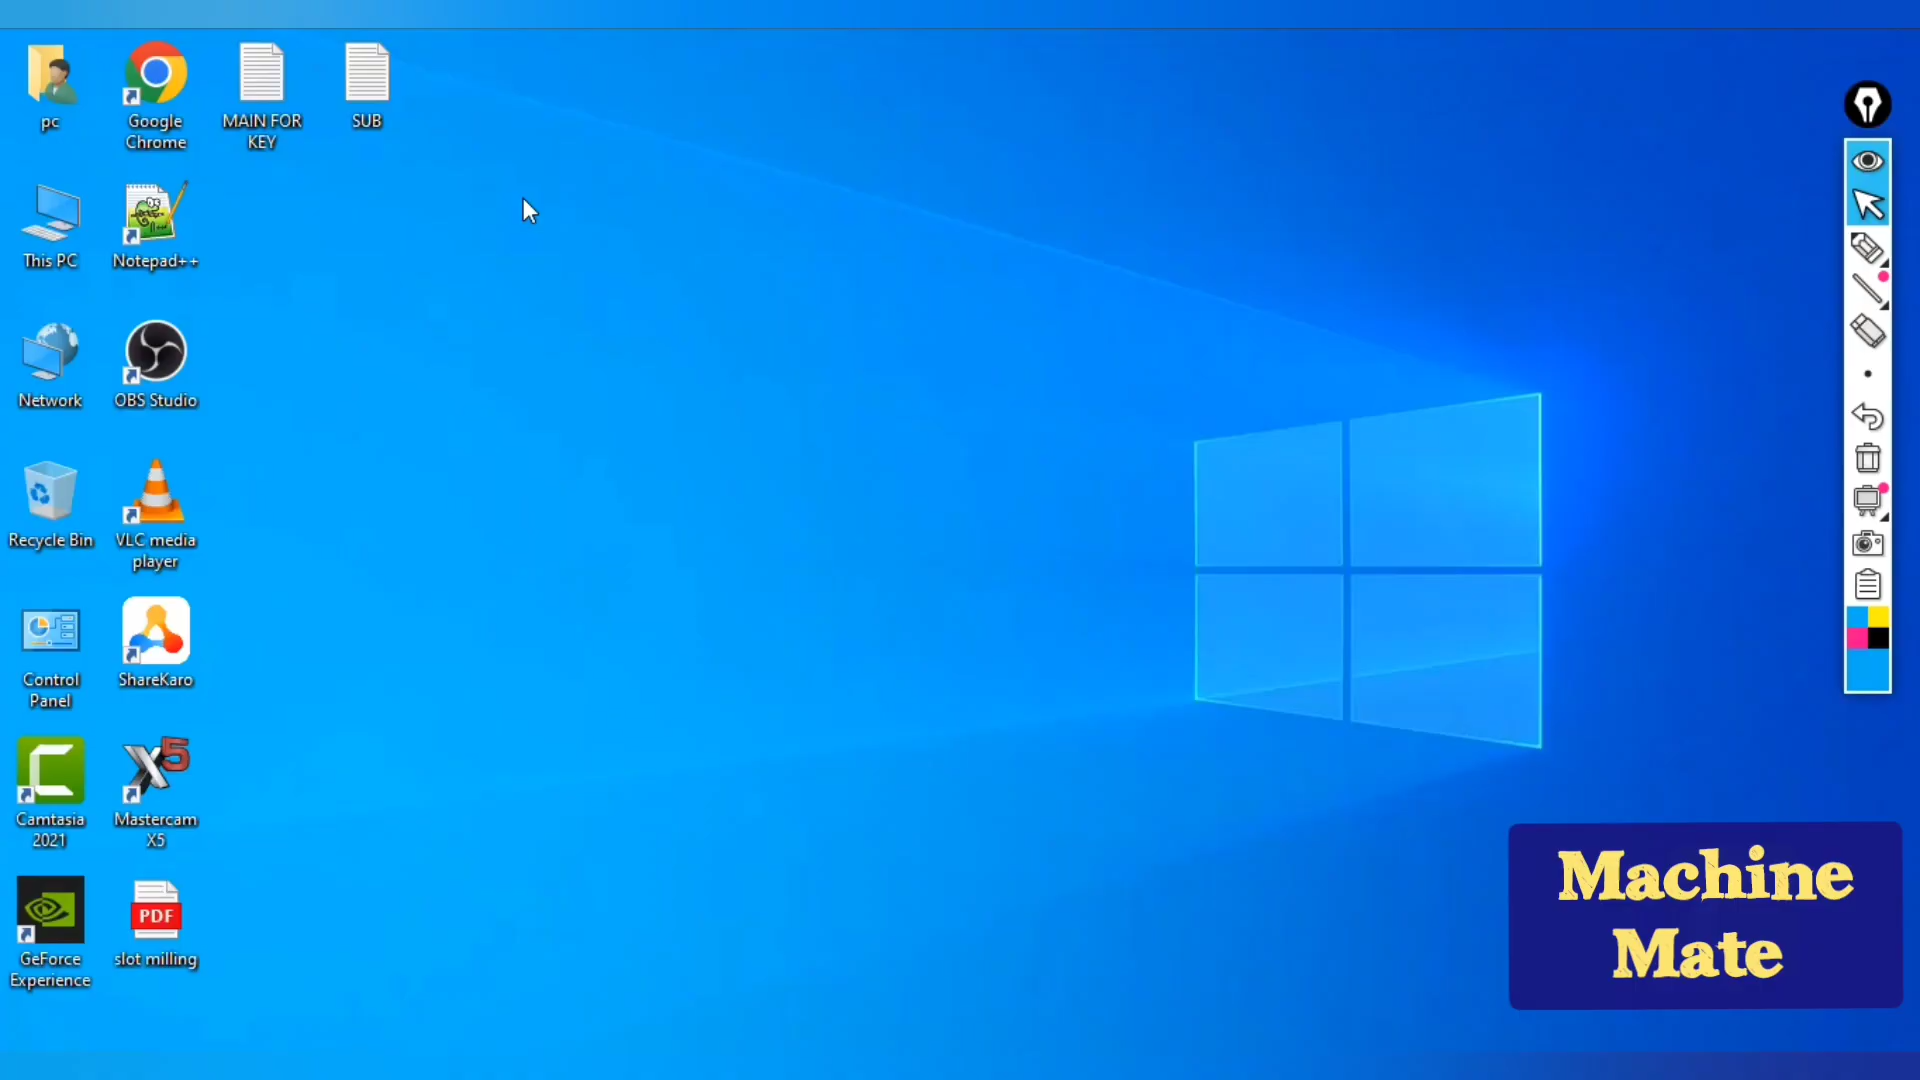 pc
Google
Chrome
MAIN FOR
KEY
SUB
This PC
Notepad++
Network
OBS Studio
Recycle Bin
VLC media
player
Control
Panel
ShareKaro
Camtasia
2021
X5
Mastercam
X5
GeForce
Experience
PDF
slot milling
Machine
Mate